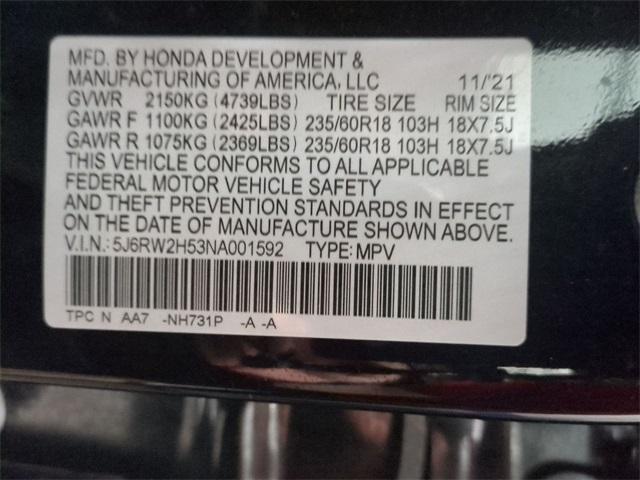 MFD. BY HONDA DEVELOPMENT &
MANUFACTURING OF AMERICA, LLC 11/'21
GVWR 2150KG (4739LBS) TIRE SIZE RIM SIZE
GAWR F 1100KG (2425LBS) 235/60R18 103H 18X7.5J
GAWR R 1075KG (2369LBS) 235/60R18 103H 18X7.5J
THIS VEHICLE CONFORMS TO ALL APPLICABLE
FEDERAL MOTOR VEHICLE SAFETY
AND THEFT PREVENTION STANDARDS IN EFFECT
ON THE DATE OF MANUFACTURE SHOWN ABOVE.
V.I.N.: 5J6RW2H53NA001592 TYPE: MPV
TPC N AA7 -NH731P -A -A